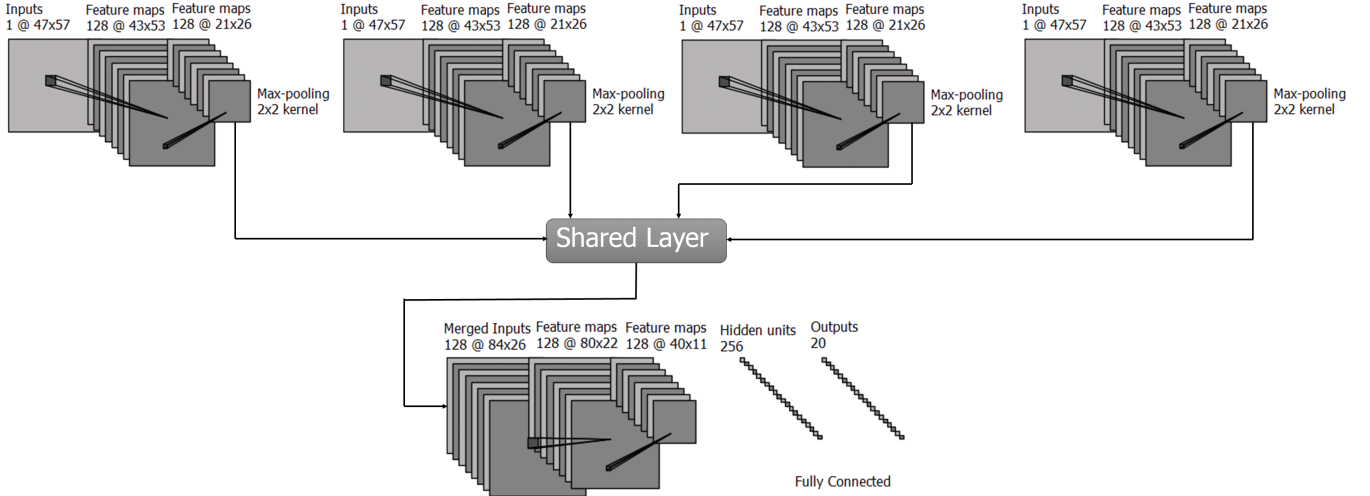 Inputs
1 @ 47x57
Feature maps
128 @ 43x53
Feature maps
128 @ 21x26
Max-pooling
2x2 kernel
Inputs
1 @ 47x57
Feature maps
128 @ 43x53
Feature maps
128 @ 21x26
Max-pooling
2x2 kernel
Inputs
1 @ 47x57
Feature maps
128 @ 43x53
Feature maps
128 @ 21x26
Max-pooling
2x2 kernel
Inputs
1 @ 47x57
Feature maps
128 @ 43x53
Feature maps
128 @ 21x26
Max-pooling
2x2 kernel
Shared Layer
Merged Inputs
128 @ 84x26
Feature maps
128 @ 80x22
Feature maps
128 @ 40x11
Hidden units
256
Outputs
20
Fully Connected